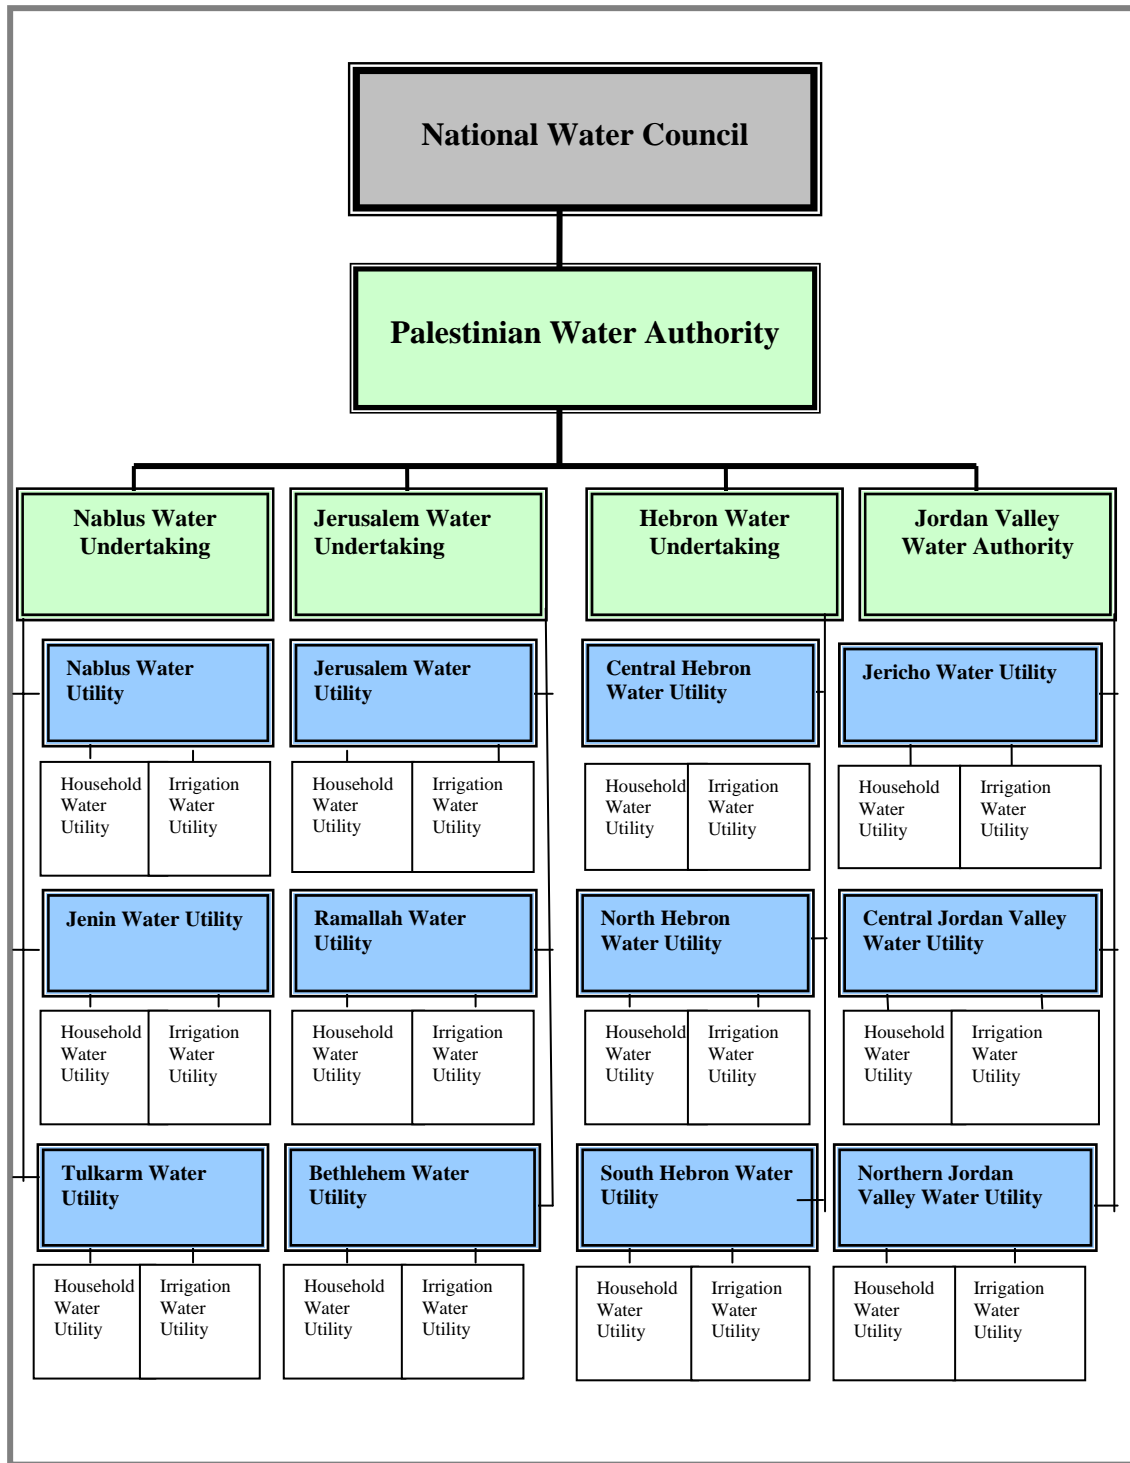 National Water Council
Palestinian Water Authority
Nablus Water
Undertaking
Jerusalem Water
Undertaking
Hebron Water
Undertaking
Jordan Valley
Water Authority
Nablus Water
Utility
Jerusalem Water
Utility
Central Hebron
Water Utility
Jericho Water Utility
Household
Water
Utility
Irrigation
Water
Utility
Household
Water
Utility
Irrigation
Water
Utility
Household
Water
Utility
Irrigation
Water
Utility
Household
Water
Utility
Irrigation
Water
Utility
Jenin Water Utility
Ramallah Water
Utility
North Hebron
Water Utility
Central Jordan Valley
Water Utility
Household
Water
Utility
Irrigation
Water
Utility
Household
Water
Utility
Irrigation
Water
Utility
Household
Water
Utility
Irrigation
Water
Utility
Household
Water
Utility
Irrigation
Water
Utility
Tulkarm Water
Utility
Bethlehem Water
Utility
South Hebron Water
Utility
Northern Jordan
Valley Water Utility
Household
Water
Utility
Irrigation
Water
Utility
Household
Water
Utility
Irrigation
Water
Utility
Household
Water
Utility
Irrigation
Water
Utility
Household
Water
Utility
Irrigation
Water
Utility